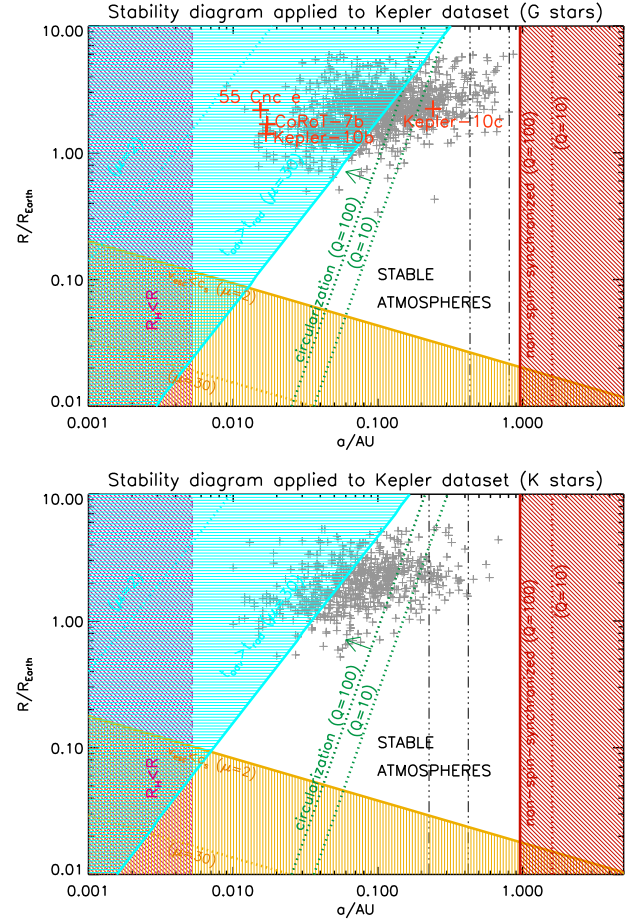 Stability diagram applied to Kepler dataset (G stars)
10.00
1.00
0.10
0.01
R/R_Earth
55 Cnc e
CoRoT-7b
Kepler-10b
Kepler-10c
circularization (Q=100)
(Q=10)
STABLE
ATMOSPHERES
non-spin-synchronized (Q=100)
(Q=10)
R_H<R
(μ=2)
(μ=30)
0.001
0.010
0.100
1.000
a/AU
Stability diagram applied to Kepler dataset (K stars)
10.00
1.00
0.10
0.01
R/R_Earth
circularization (Q=100)
(Q=10)
STABLE
ATMOSPHERES
non-spin-synchronized (Q=100)
(Q=10)
R_H<R
(μ=2)
(μ=30)
0.001
0.010
0.100
1.000
a/AU